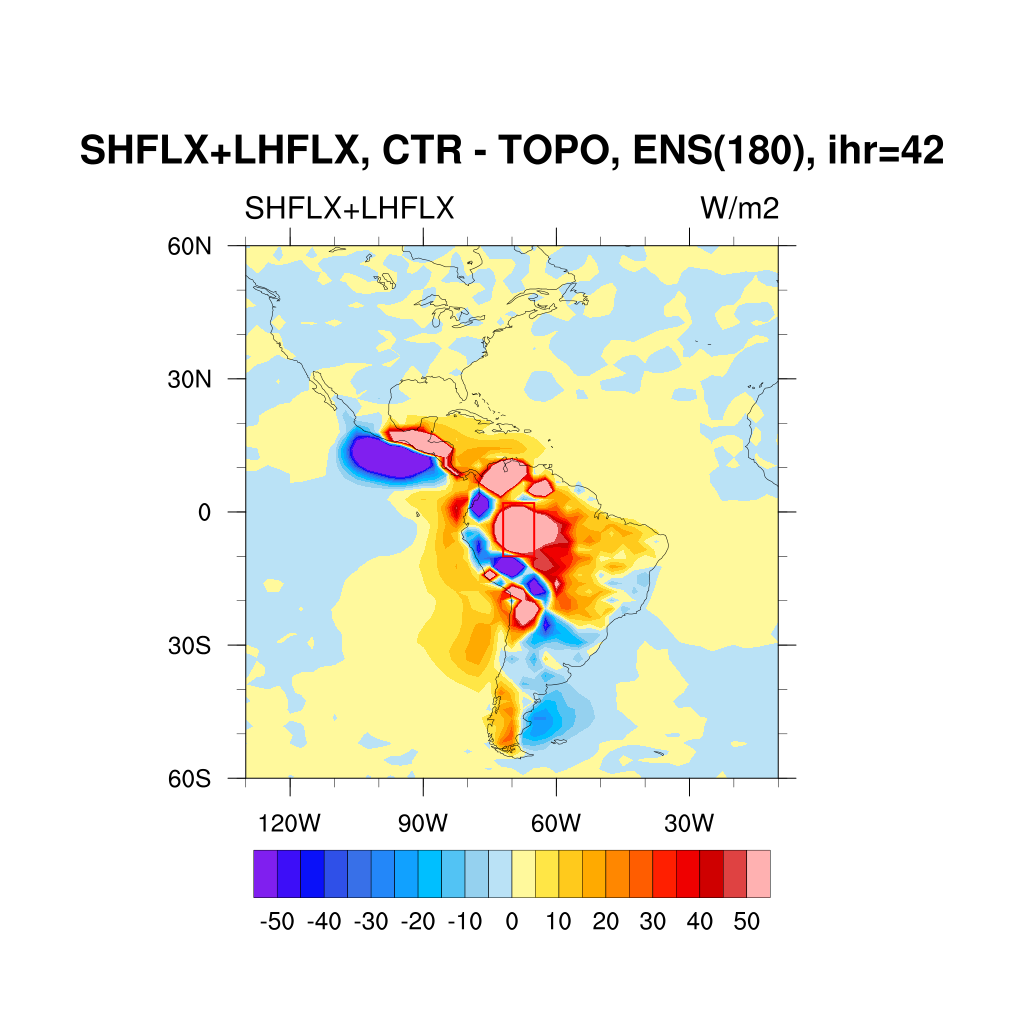 SHFLX+LHFLX, CTR - TOPO, ENS(180), ihr=42
SHFLX+LHFLX W/m2
60N
30N
0
30S
60S
120W 90W 60W 30W
-50 -40 -30 -20 -10 0 10 20 30 40 50